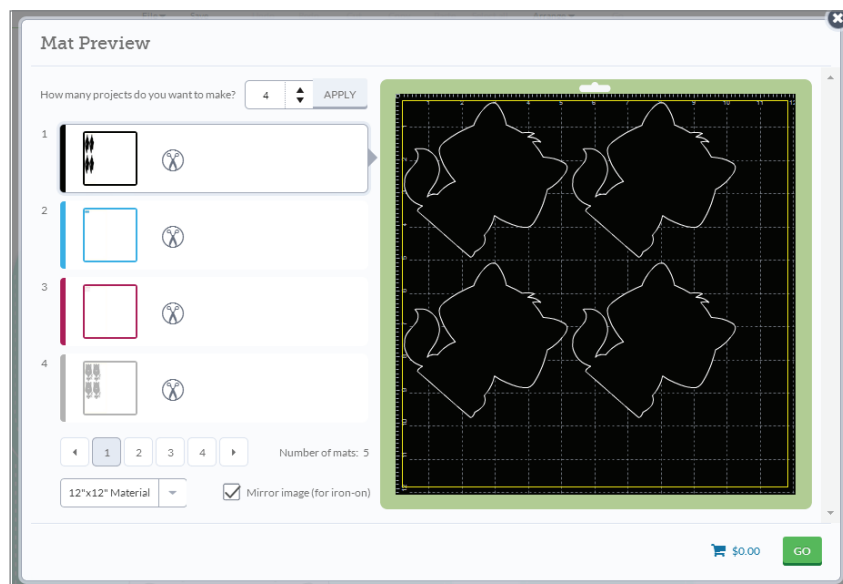 Mat Preview
How many projects do you want to make? 4 APPLY
1
2
3
4
1 2 3 4 Number of mats: 5
12"x12" Material Mirror image (for iron-on)
$0.00 GO